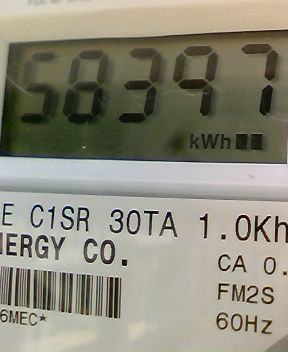 58397
kWh
E C1SR 30TA 1.0Kh
NERGY CO.
CA 0.
FM2S
6MEC*
60Hz